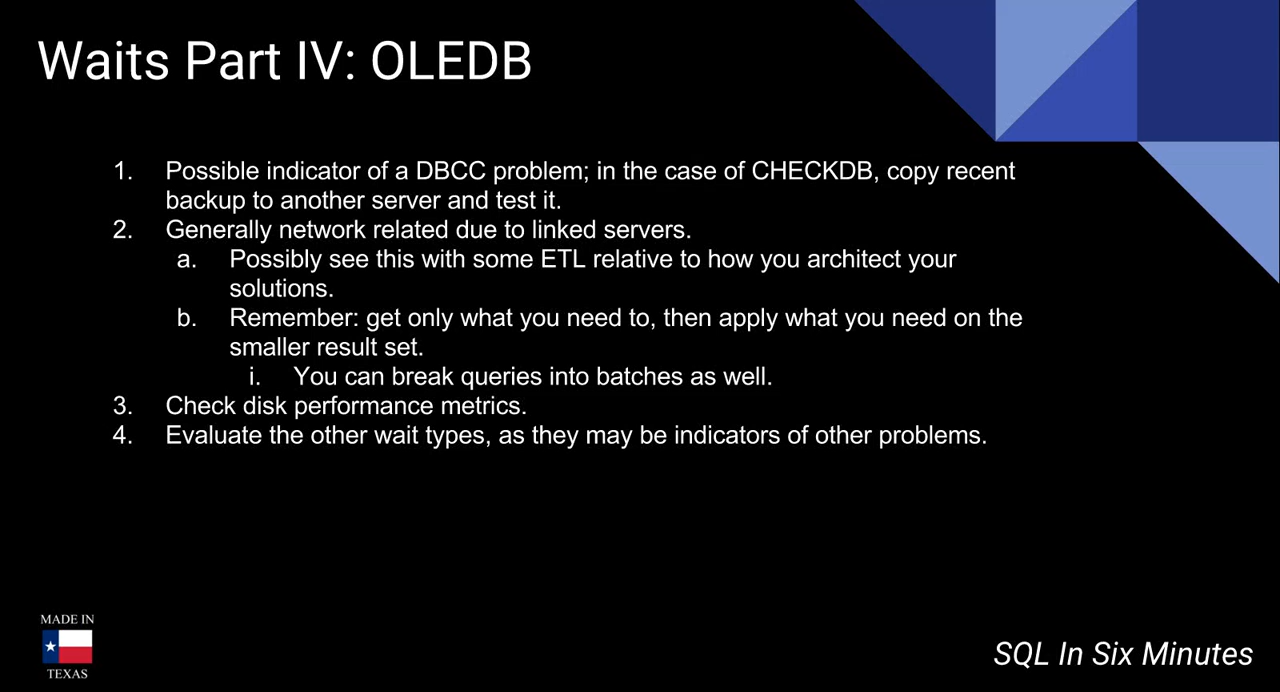 Waits Part IV: OLEDB
1. Possible indicator of a DBCC problem; in the case of CHECKDB, copy recent
backup to another server and test it.
2. Generally network related due to linked servers.
a. Possibly see this with some ETL relative to how you architect your
solutions.
b. Remember: get only what you need to, then apply what you need on the
smaller result set.
i. You can break queries into batches as well.
3. Check disk performance metrics.
4. Evaluate the other wait types, as they may be indicators of other problems.
MADE IN
TEXAS
SQL In Six Minutes